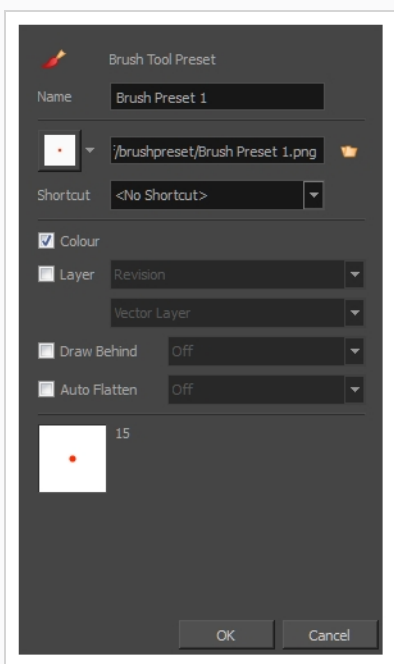 Brush Tool Preset
Name Brush Preset 1
/brushpreset/Brush Preset 1.png
Shortcut <No Shortcut>
Colour
Layer Revision
Vector Layer
Draw Behind Off
Auto Flatten Off
15
OK Cancel